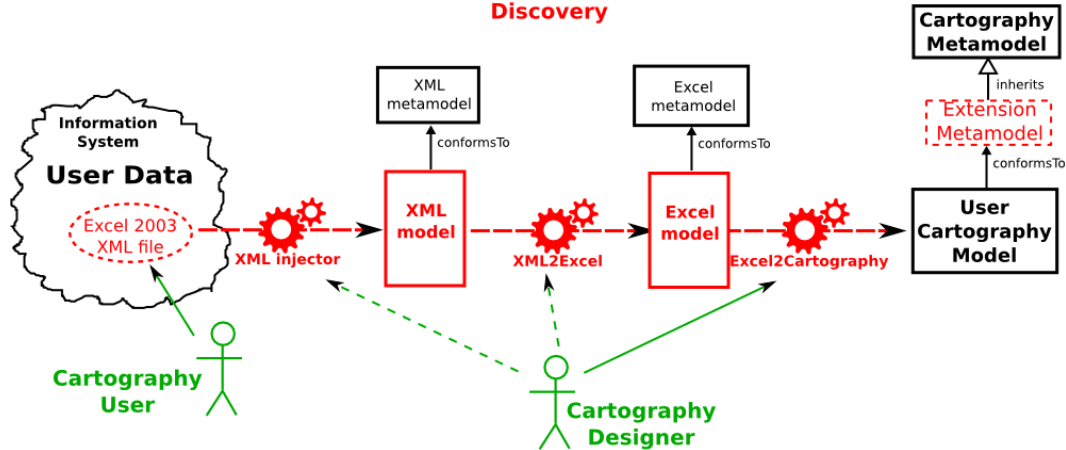 Discovery
Cartography
Metamodel
inherits
Extension
Metamodel
conformsTo
XML
metamodel
conformsTo
Excel
metamodel
conformsTo
Information
System
User Data
Excel 2003
XML file
XML injector
XML
model
XML2Excel
Excel
model
Excel2Cartography
User
Cartography
Model
Cartography
User
Cartography
Designer